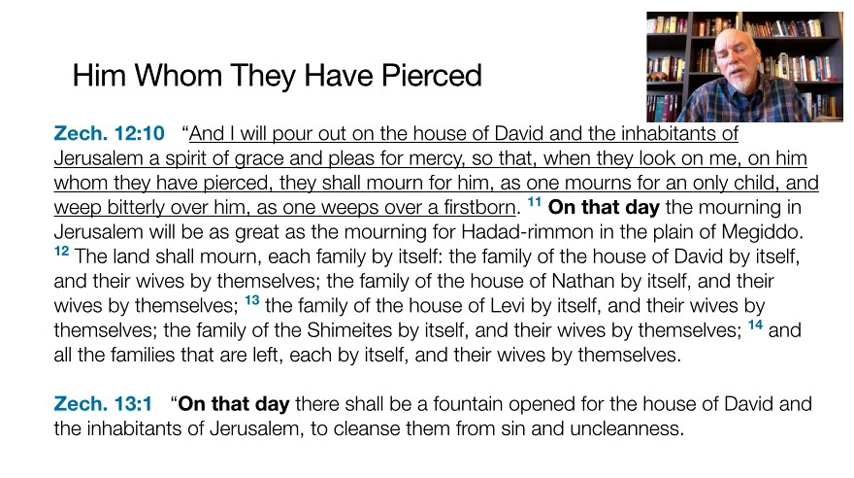 Him Whom They Have Pierced
Zech. 12:10 “And I will pour out on the house of David and the inhabitants of
Jerusalem a spirit of grace and pleas for mercy, so that, when they look on me, on him
whom they have pierced, they shall mourn for him, as one mourns for an only child, and
weep bitterly over him, as one weeps over a firstborn. 11 On that day the mourning in
Jerusalem will be as great as the mourning for Hadad-rimmon in the plain of Megiddo.
12 The land shall mourn, each family by itself: the family of the house of David by itself,
and their wives by themselves; the family of the house of Nathan by itself, and their
wives by themselves; 13 the family of the house of Levi by itself, and their wives by
themselves; the family of the Shimeites by itself, and their wives by themselves; 14 and
all the families that are left, each by itself, and their wives by themselves.
Zech. 13:1 “On that day there shall be a fountain opened for the house of David and
the inhabitants of Jerusalem, to cleanse them from sin and uncleanness.